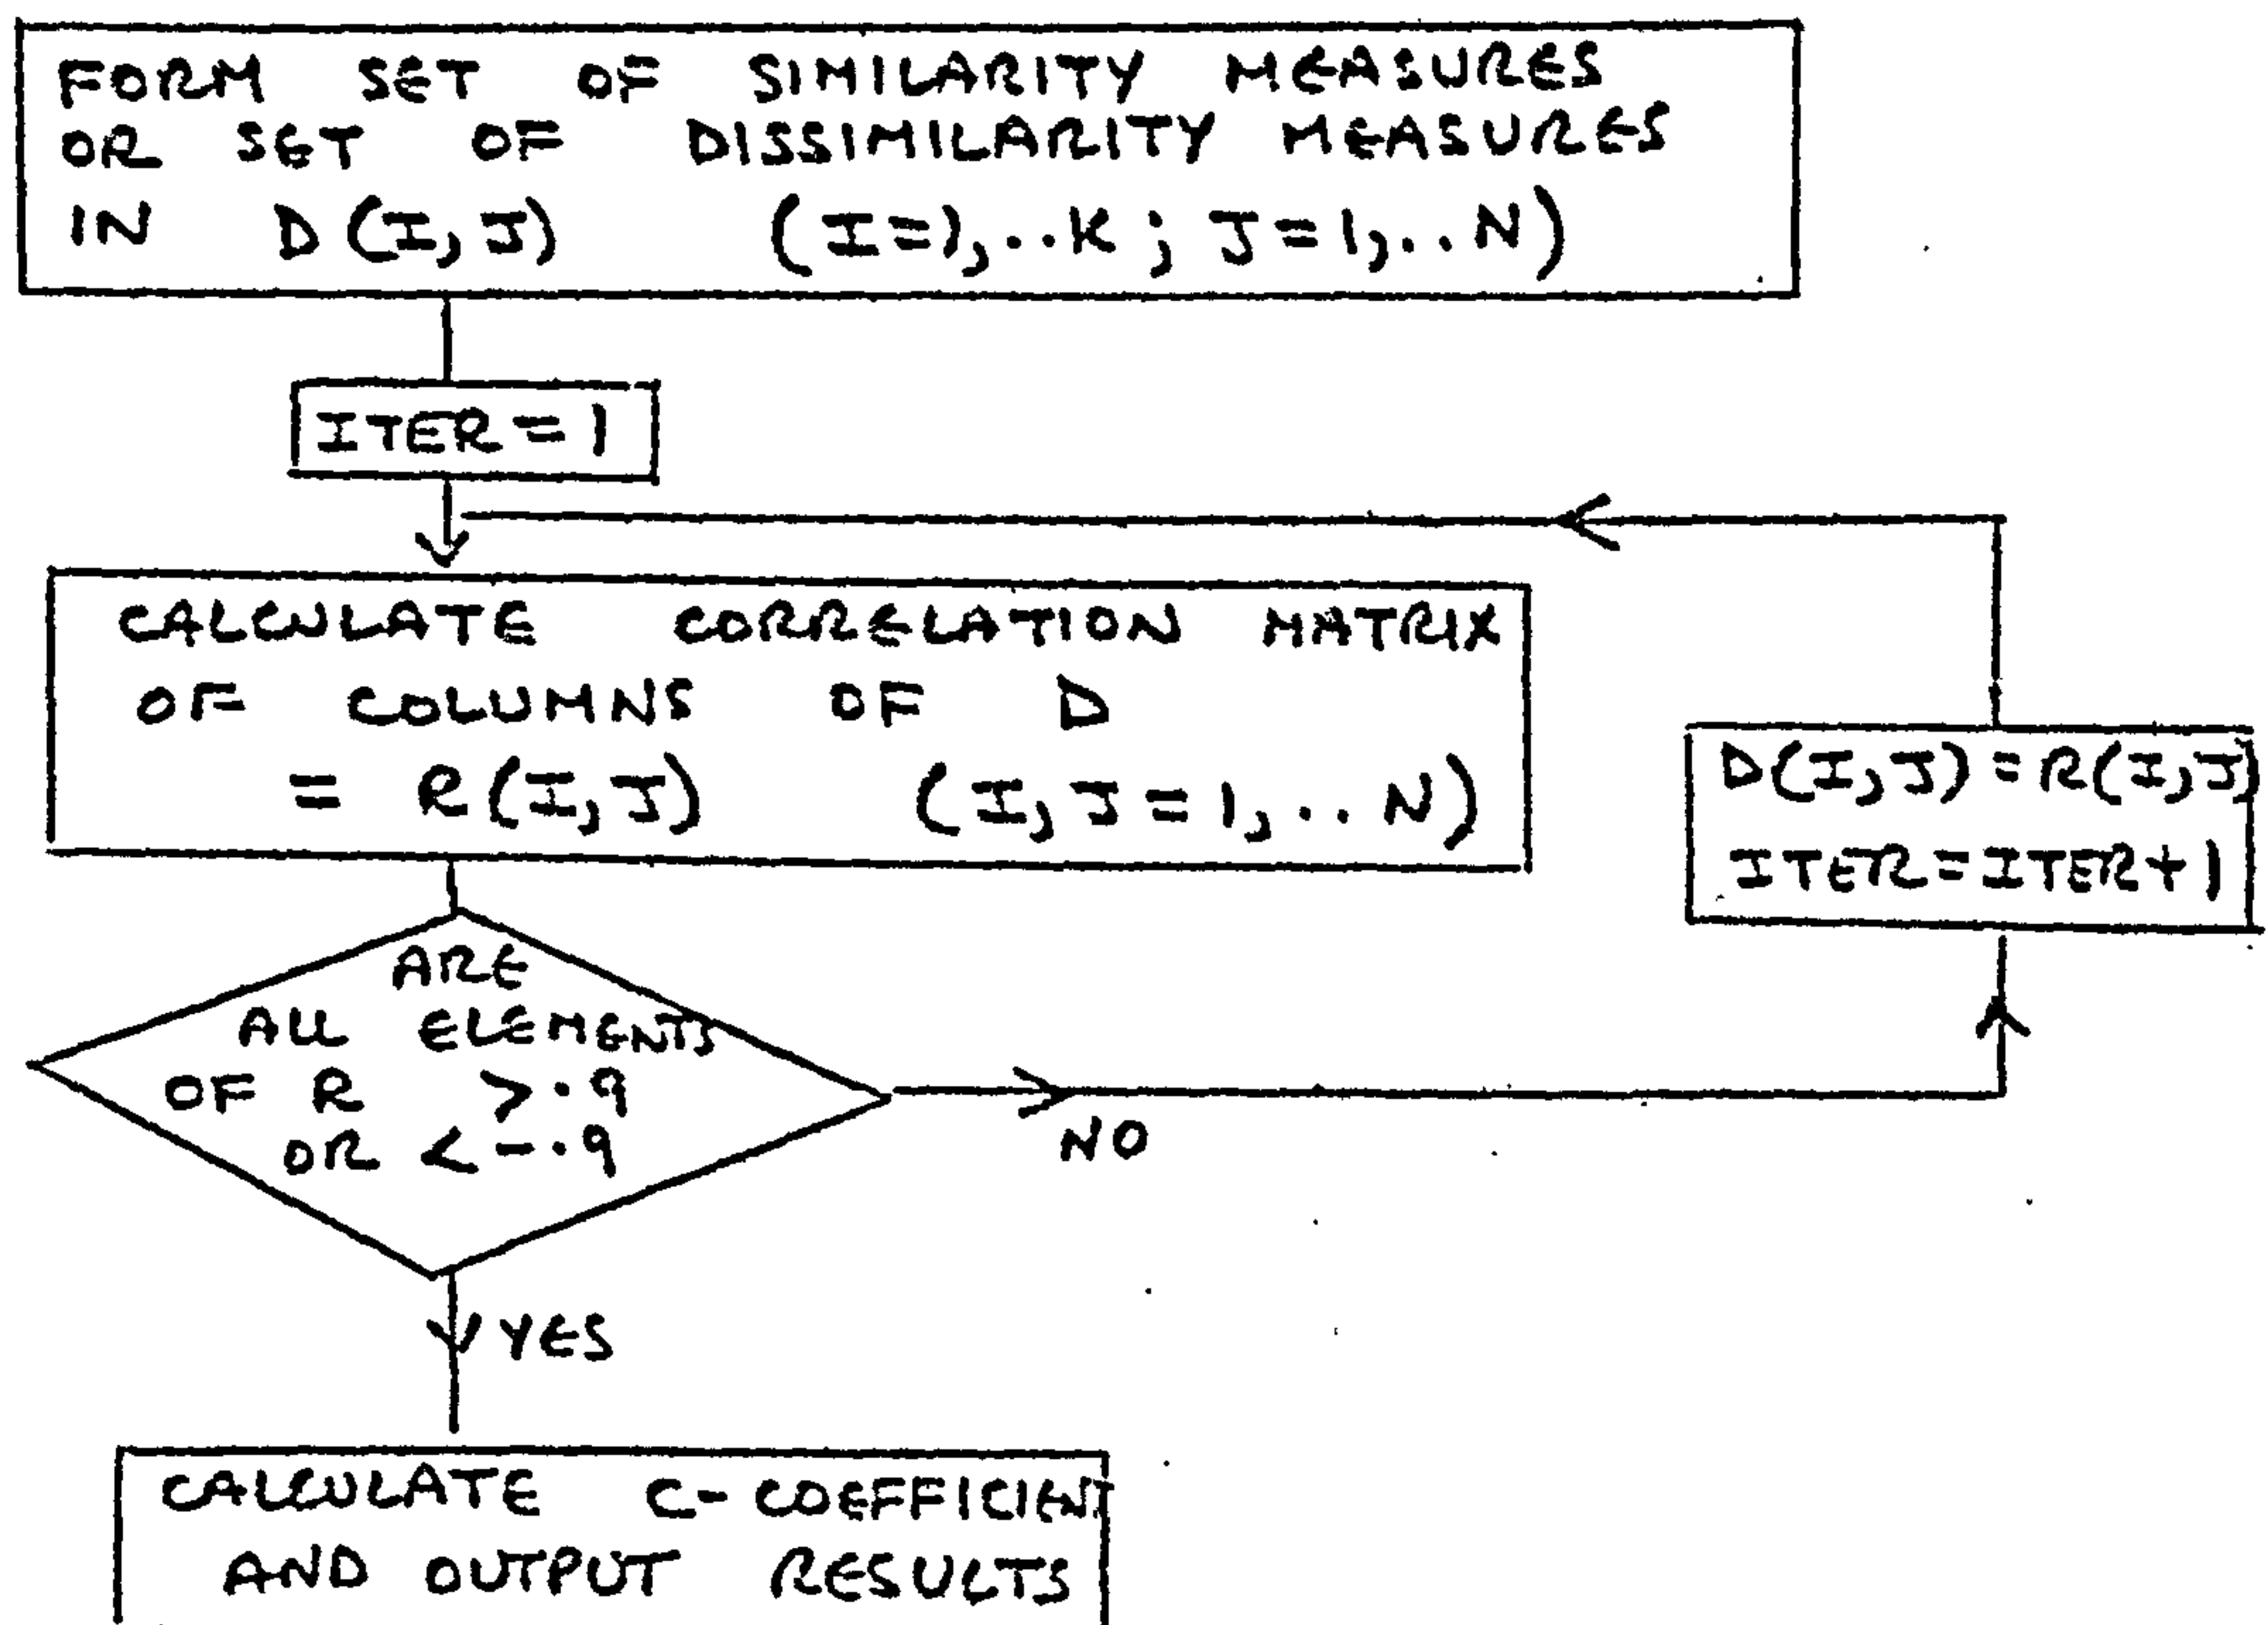 FORM SET OF SIMILARITY MEASURES
OR SET OF DISSIMILARITY MEASURES
IN D(I,J) (I=1,..K; J=1,..N)
ITER=1
CALCULATE CORRELATION MATRIX
OF COLUMNS OF D
= R(I,J) (I,J=1,..N)
D(I,J)=R(I,J)
ITER=ITER+1
ARE
ALL ELEMENTS
OF R >.9
OR <-.9
NO
YES
CALCULATE C-COEFFICIENT
AND OUTPUT RESULTS